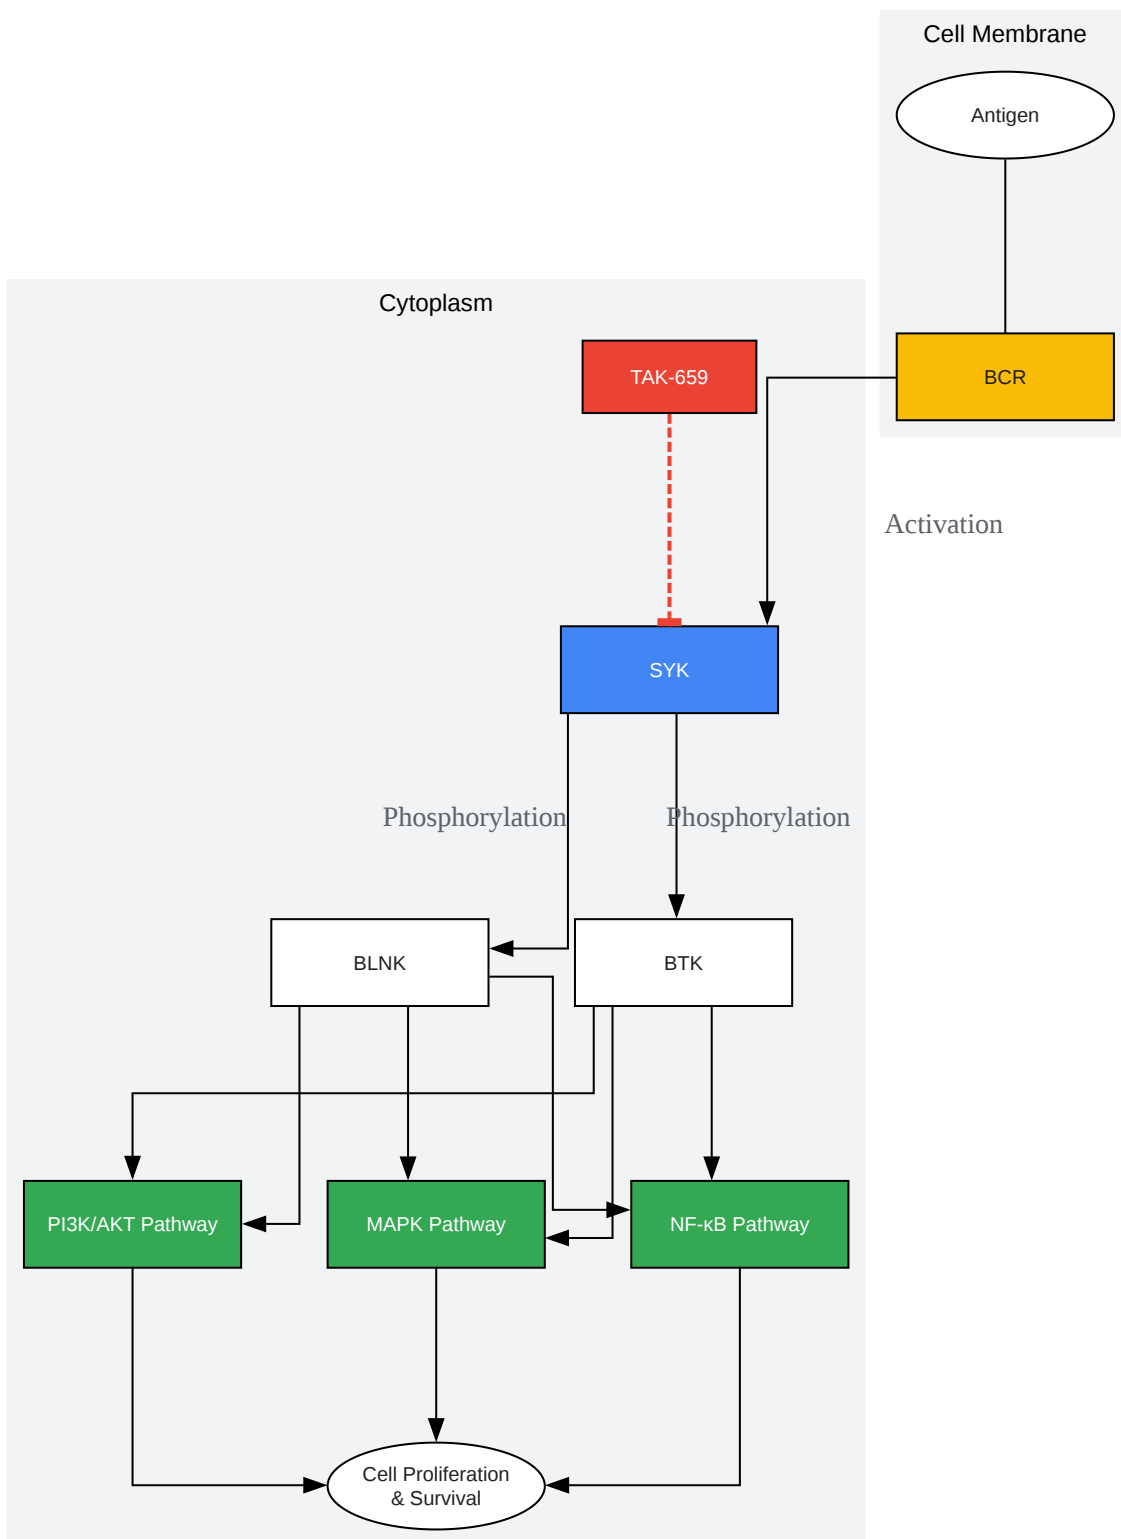 Cell Membrane
Antigen
Cytoplasm
TAK-659
BCR
Activation
SYK
Phosphorylation
Phosphorylation
BLNK
BTK
PI3K/AKT Pathway
MAPK Pathway
NF-κB Pathway
Cell Proliferation
& Survival